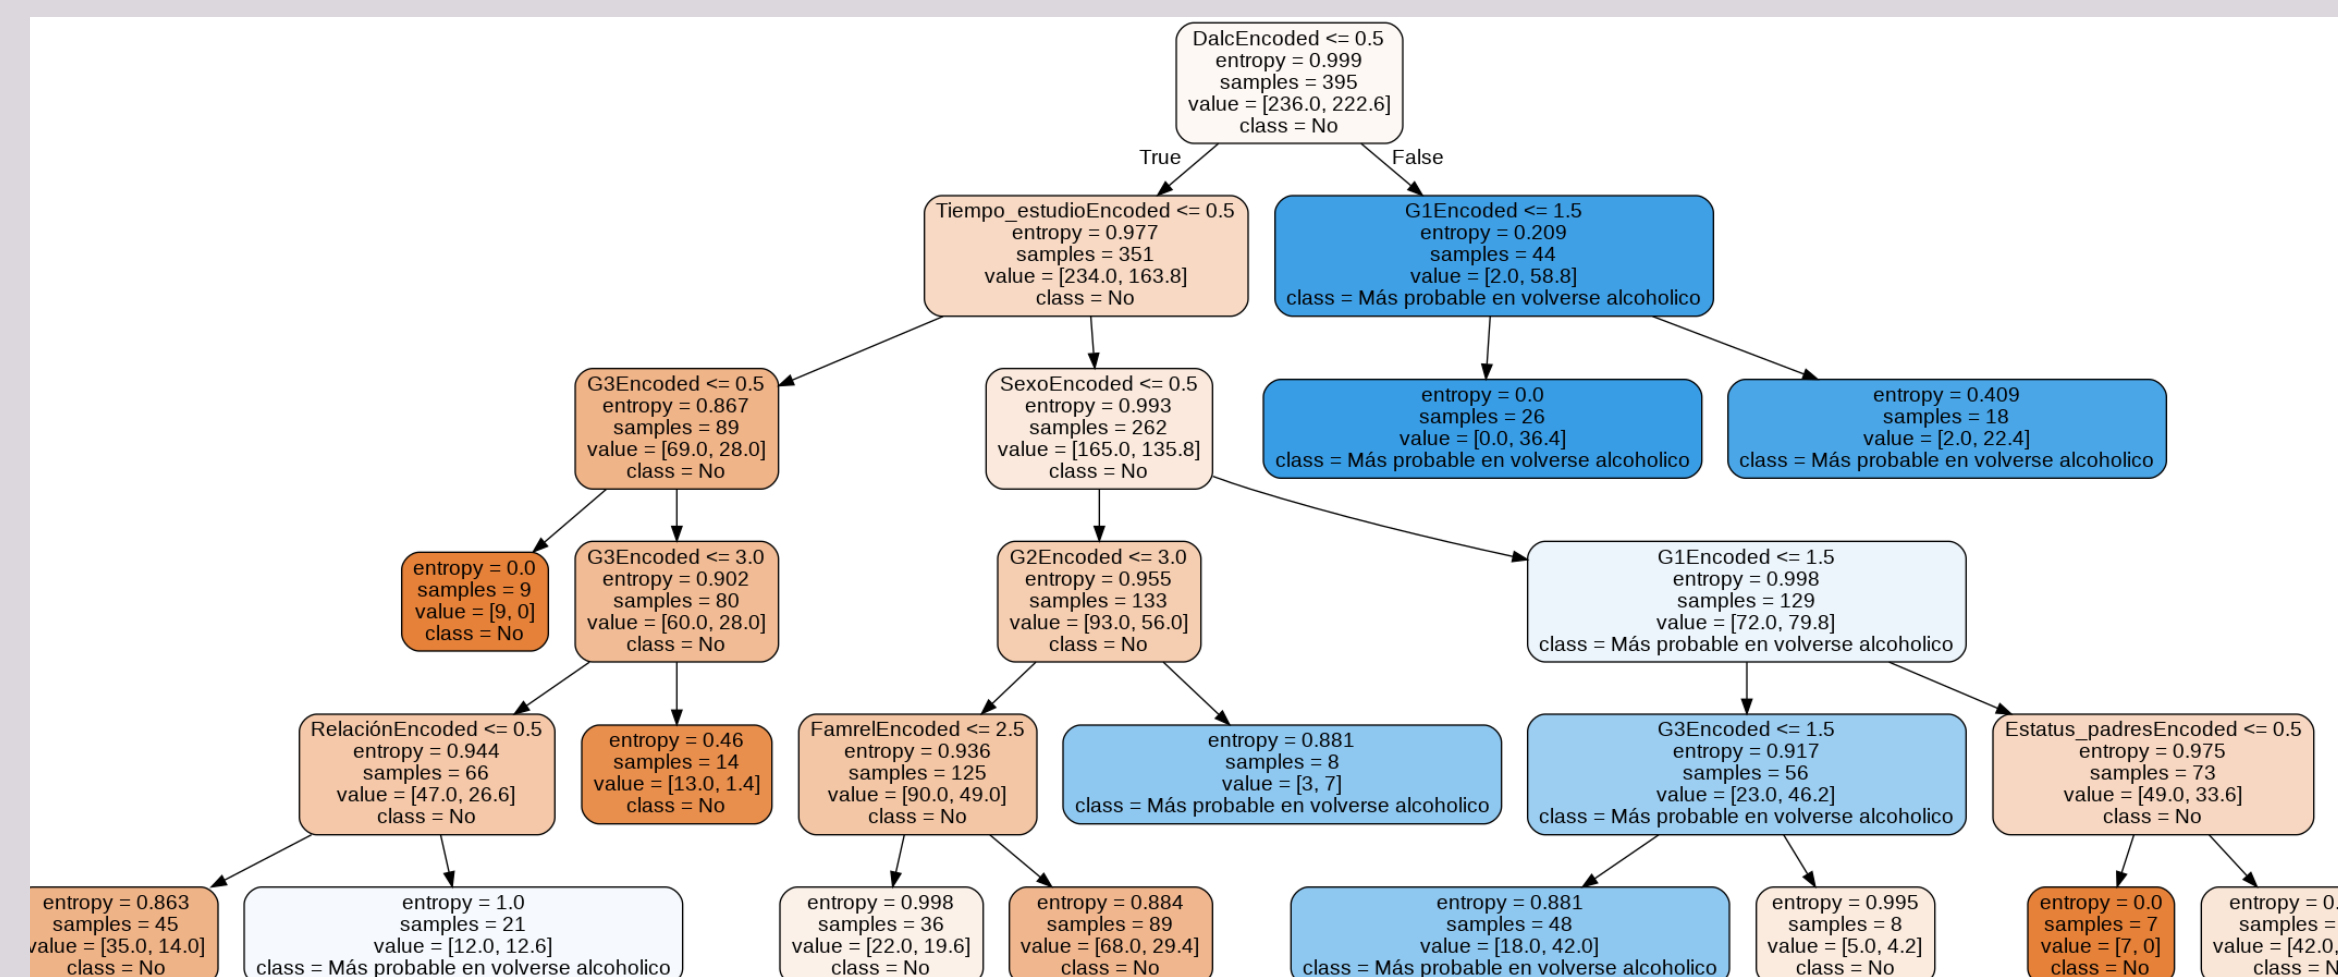 DalcEncoded <= 0.5
entropy = 0.999
samples = 395
value = [236.0, 222.6]
class = No
True
False
Tiempo_estudioEncoded <= 0.5
entropy = 0.977
samples = 351
value = [234.0, 163.8]
class = No
G1Encoded <= 1.5
entropy = 0.209
samples = 44
value = [2.0, 58.8]
class = Más probable en volverse alcoholico
G3Encoded <= 0.5
entropy = 0.867
samples = 89
value = [69.0, 28.0]
class = No
SexoEncoded <= 0.5
entropy = 0.993
samples = 262
value = [165.0, 135.8]
class = No
entropy = 0.0
samples = 26
value = [0.0, 36.4]
class = Más probable en volverse alcoholico
entropy = 0.409
samples = 18
value = [2.0, 22.4]
class = Más probable en volverse alcoholico
entropy = 0.0
samples = 9
value = [9, 0]
class = No
G3Encoded <= 3.0
entropy = 0.902
samples = 80
value = [60.0, 28.0]
class = No
G2Encoded <= 3.0
entropy = 0.955
samples = 133
value = [93.0, 56.0]
class = No
G1Encoded <= 1.5
entropy = 0.998
samples = 129
value = [72.0, 79.8]
class = Más probable en volverse alcoholico
RelaciónEncoded <= 0.5
entropy = 0.944
samples = 66
value = [47.0, 26.6]
class = No
entropy = 0.46
samples = 14
value = [13.0, 1.4]
class = No
FamrelEncoded <= 2.5
entropy = 0.936
samples = 125
value = [90.0, 49.0]
class = No
entropy = 0.881
samples = 8
value = [3, 7]
class = Más probable en volverse alcoholico
G3Encoded <= 1.5
entropy = 0.917
samples = 56
value = [23.0, 46.2]
class = Más probable en volverse alcoholico
Estatus_padresEncoded <= 0.5
entropy = 0.975
samples = 73
value = [49.0, 33.6]
class = No
entropy = 0.863
samples = 45
value = [35.0, 14.0]
class = No
entropy = 1.0
samples = 21
value = [12.0, 12.6]
class = Más probable en volverse alcoholico
entropy = 0.998
samples = 36
value = [22.0, 19.6]
class = No
entropy = 0.884
samples = 89
value = [68.0, 29.4]
class = No
entropy = 0.881
samples = 48
value = [18.0, 42.0]
class = Más probable en volverse alcoholico
entropy = 0.995
samples = 8
value = [5.0, 4.2]
class = No
entropy = 0.0
samples = 7
value = [7, 0]
class = No
entropy = 0.
samples =
value = [42.0,
class =